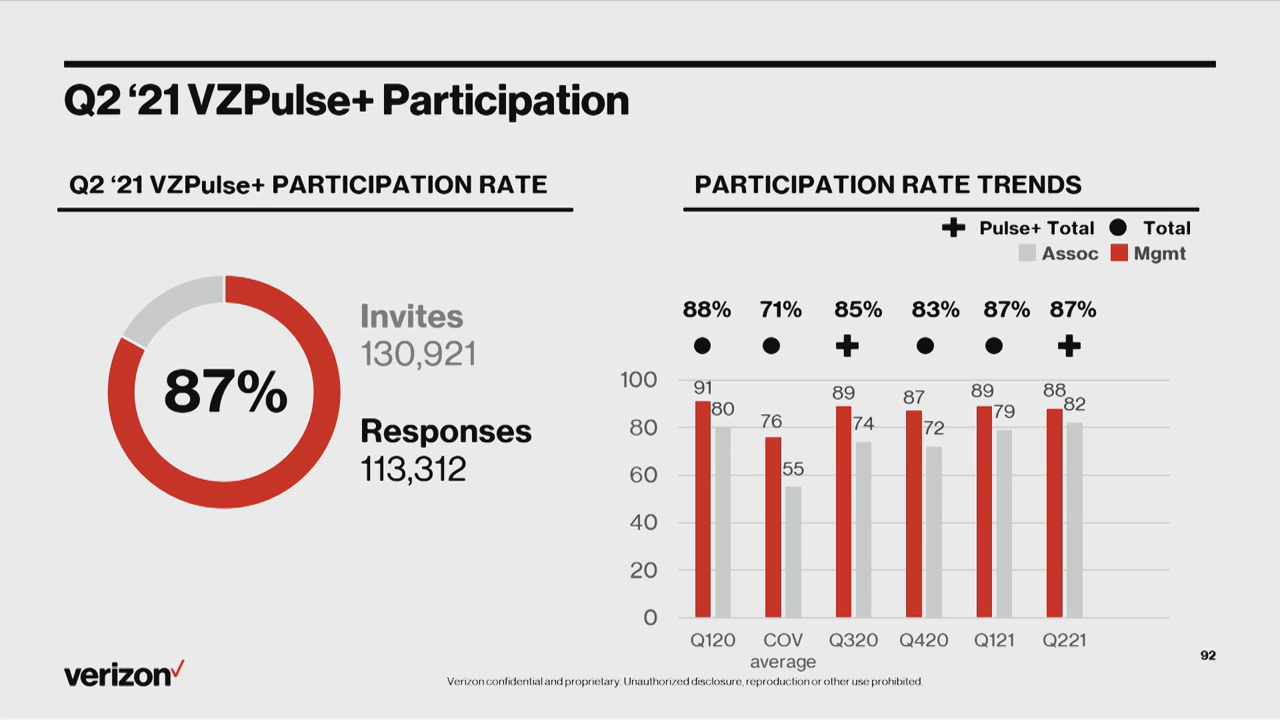 Q2 ‘21 VZPulse+ Participation
Q2 ‘21 VZPulse+ PARTICIPATION RATE
87%
Invites
130,921
Responses
113,312
PARTICIPATION RATE TRENDS
Pulse+ Total Total
Assoc Mgmt
88% 71% 85% 83% 87% 87%
100
80
60
40
20
0
91 80 76 55 89 74 87 72 89 79 88 82
Q120 COV average Q320 Q420 Q121 Q221
92
verizon
Verizon confidential and proprietary. Unauthorized disclosure, reproduction or other use prohibited.